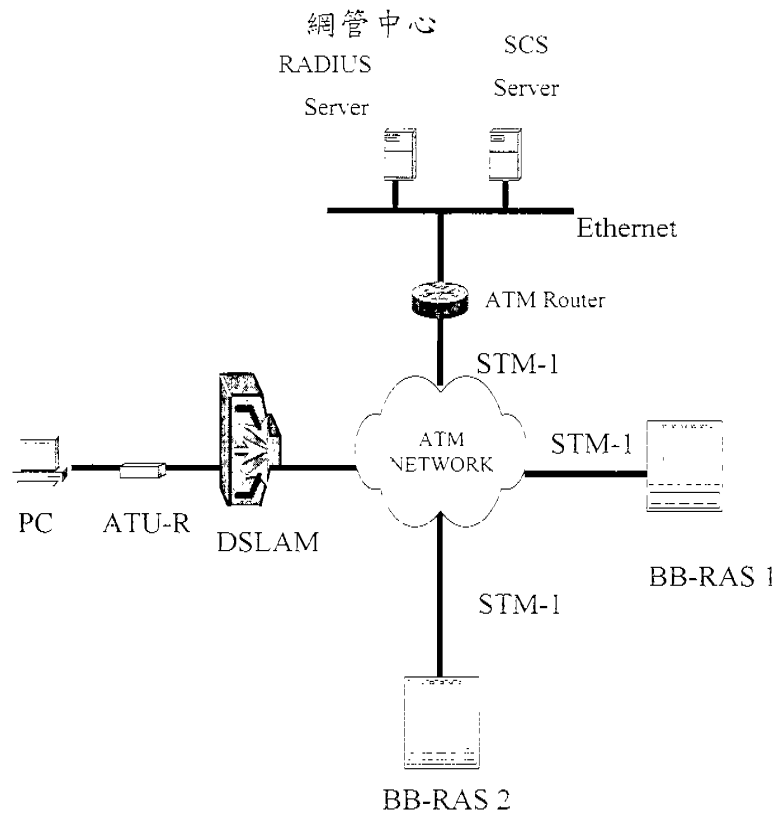 網管中心
RADIUS
Server
SCS
Server
Ethernet
ATM Router
STM-1
ATM
NETWORK
STM-1
PC
ATU-R
DSLAM
BB-RAS 1
STM-1
BB-RAS 2